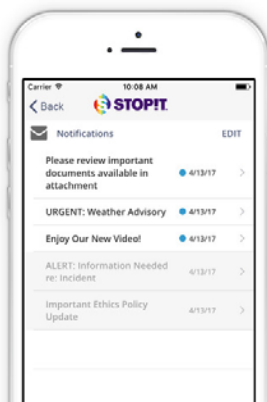 Carrier 10:08 AM
Back STOP!T
Notifications EDIT
Please review important
documents available in
attachment
4/13/17
URGENT: Weather Advisory 4/13/17
Enjoy Our New Video! 4/13/17
ALERT: Information Needed
re: Incident
4/13/17
Important Ethics Policy
Update
4/13/17